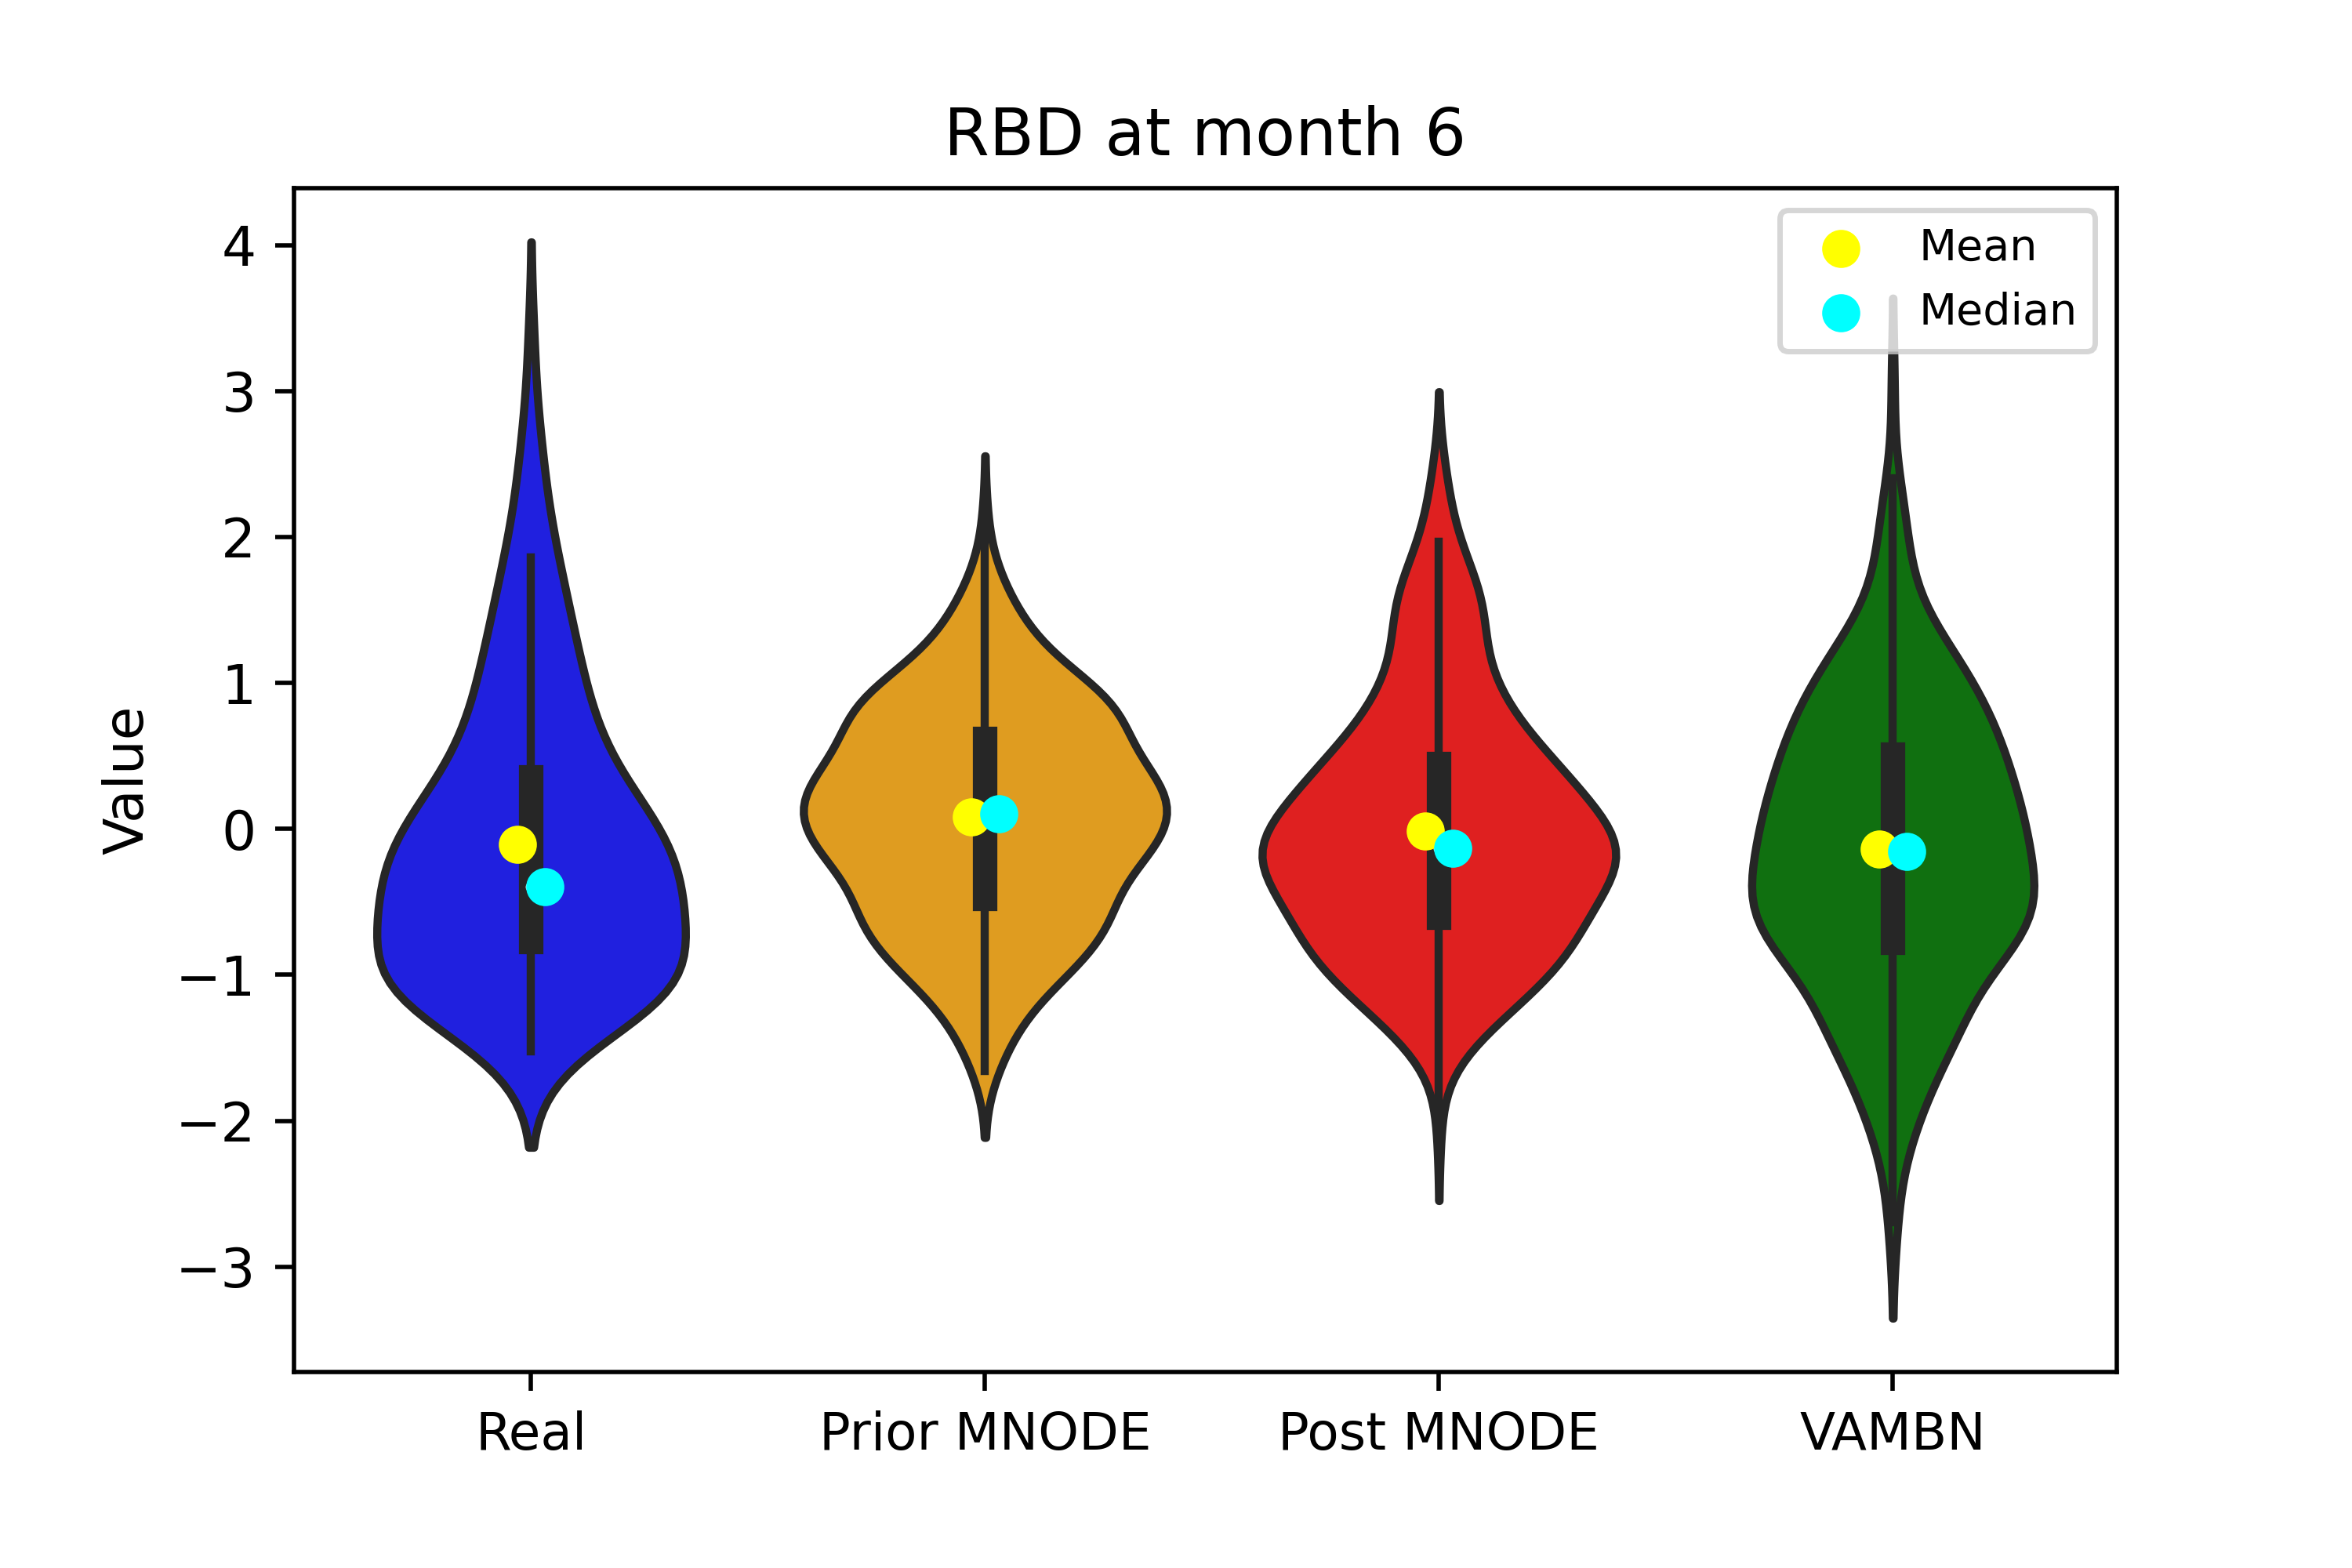 RBD at month 6
Mean
Median
Value
4
3
2
1
0
−1
−2
−3
Real
Prior MNODE
Post MNODE
VAMBN